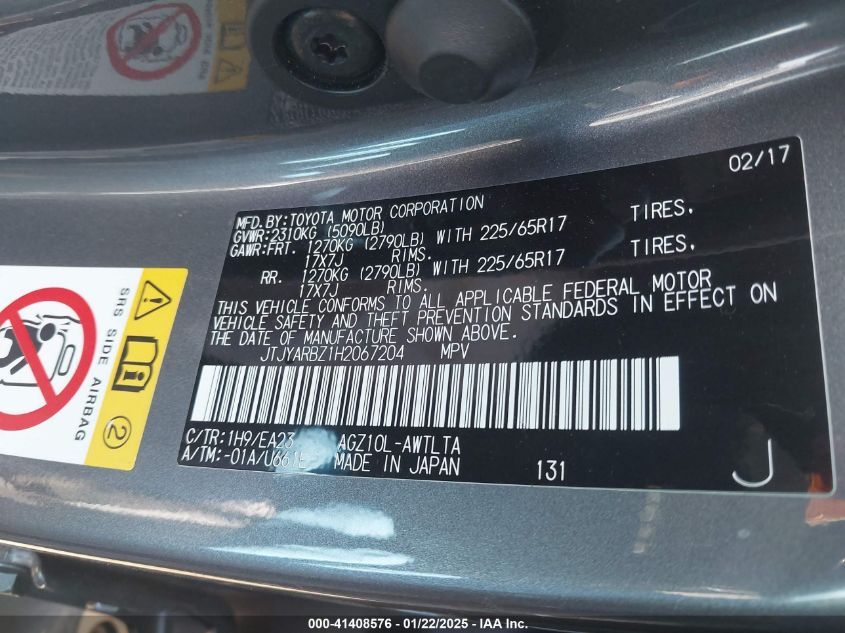 02/17
MFD.BY:TOYOTA MOTOR CORPORATION
GVWR:2310KG (5090LB)
GAWR:FRT. 1270KG (2790LB) WITH 225/65R17 TIRES,
17X7J RIMS.
RR. 1270KG (2790LB) WITH 225/65R17 TIRES,
17X7J RIMS.
THIS VEHICLE CONFORMS TO ALL APPLICABLE FEDERAL MOTOR
VEHICLE SAFETY AND THEFT PREVENTION STANDARDS IN EFFECT ON
THE DATE OF MANUFACTURE SHOWN ABOVE.
JTJYARBZ1H2067204 MPV
C/TR:1H9/EA23 AGZ10L-AWTLTA
A/TM:-01A/U661E MADE IN JAPAN 131 J
SRS SIDE AIRBAG
2
000-41408576 - 01/22/2025 - IAA Inc.